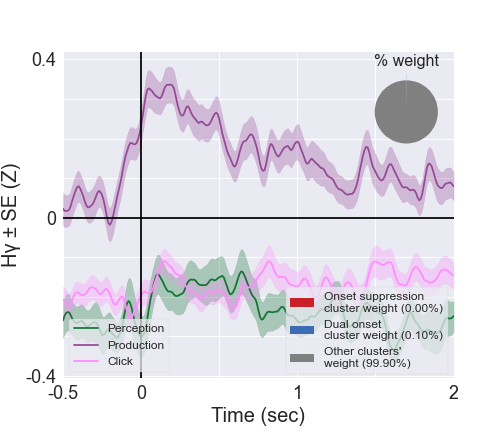 % weight
0.4
0
-0.4
Hγ ± SE (Z)
Perception
Production
Click
Onset suppression
cluster weight (0.00%)
Dual onset
cluster weight (0.10%)
Other clusters'
weight (99.90%)
-0.5
0
1
2
Time (sec)